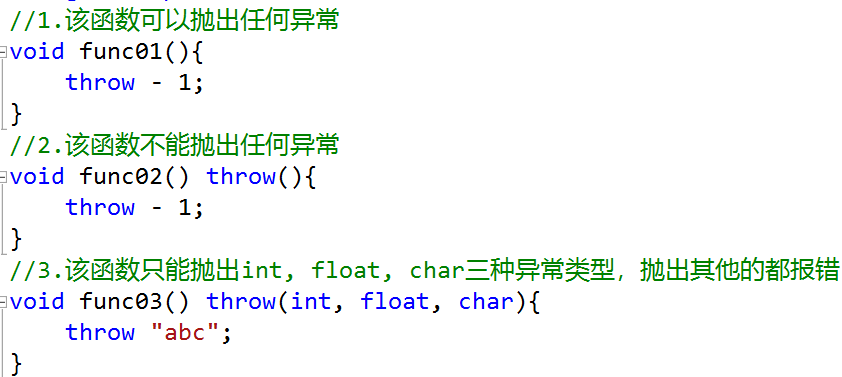 //1.该函数可以抛出任何异常
void func01(){
    throw - 1;
}
//2.该函数不能抛出任何异常
void func02() throw(){
    throw - 1;
}
//3.该函数只能抛出int, float, char三种异常类型，抛出其他的都报错
void func03() throw(int, float, char){
    throw "abc";
}